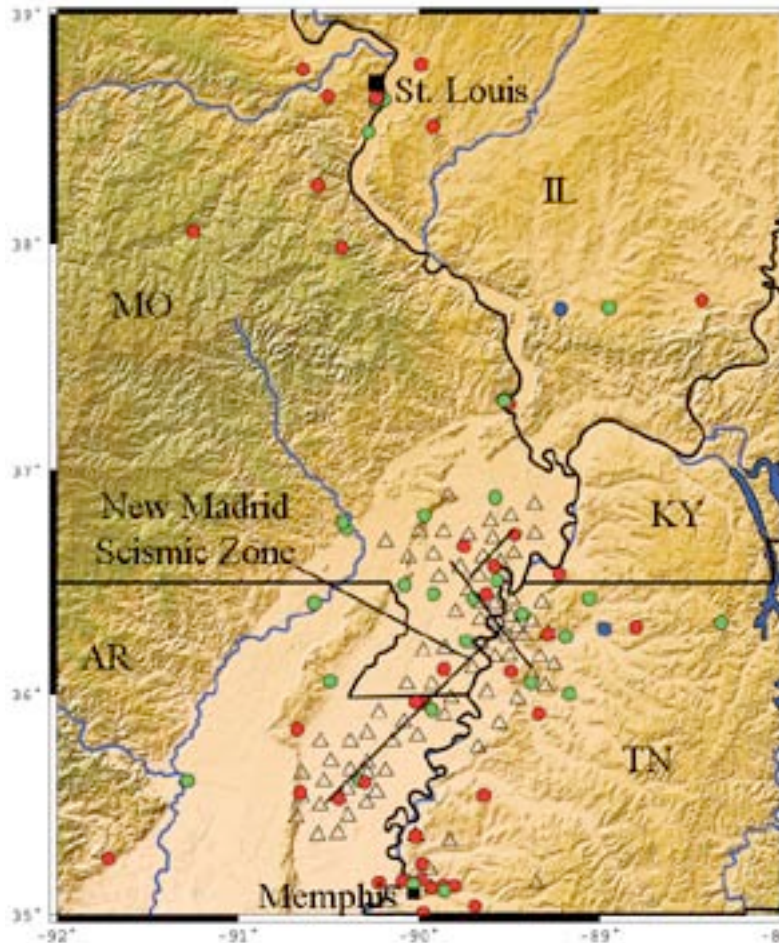 39°
St. Louis
IL
38°
MO
37°
New Madrid
Seismic Zone
KY
AR
36°
TN
Memphis
35°
-92°
-91°
-90°
-89°